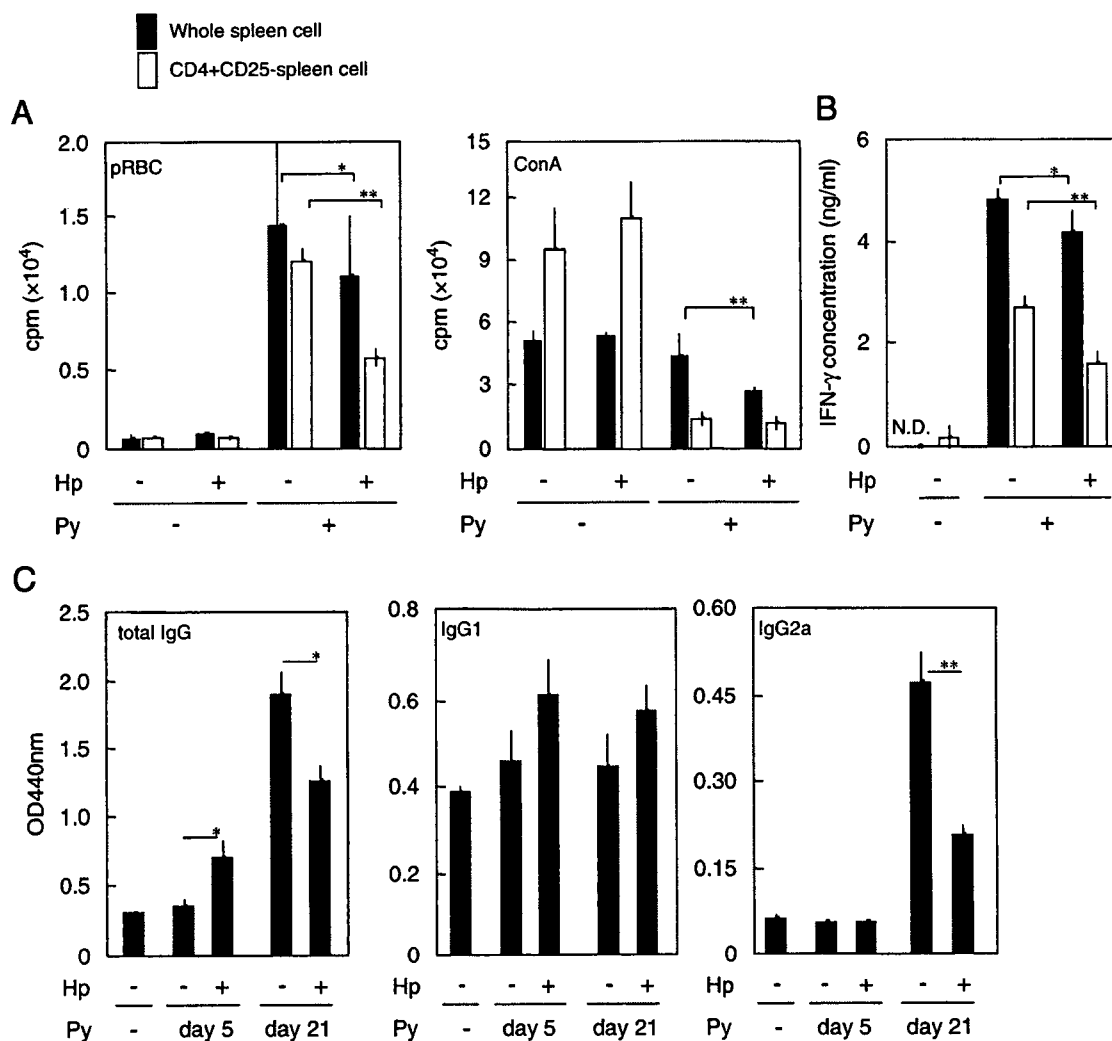 Whole spleen cell
CD4+CD25-spleen cell
A
B
2.0
1.5
1.0
0.5
0
cpm (×10⁴)
pRBC
*
**
Hp - + - +
Py - +
15
12
9
6
3
0
cpm (×10⁴)
ConA
**
Hp - + - +
Py - +
6
4
2
0
IFN-γ concentration (ng/ml)
N.D.
*
**
Hp - - +
Py - +
C
2.5
2.0
1.5
1.0
0.5
0
OD440nm
total IgG
*
*
Hp - - + - +
Py - day 5 day 21
0.8
0.6
0.4
0.2
0
IgG1
Hp - - + - +
Py - day 5 day 21
0.60
0.45
0.30
0.15
0
IgG2a
**
Hp - - + - +
Py - day 5 day 21